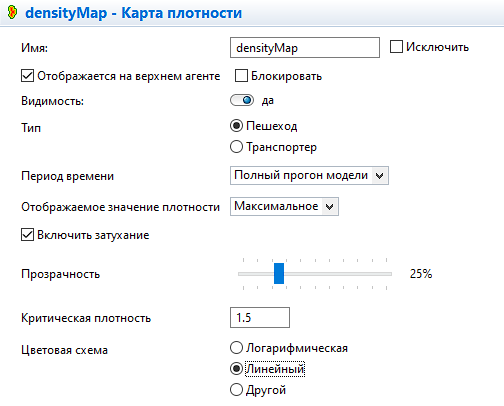 densityMap - Карта плотности
Имя: densityMap Исключить
Отображается на верхнем агенте Блокировать
Видимость: да
Тип Пешеход
Транспортер
Период времени Полный прогон модели
Отображаемое значение плотности Максимальное
Включить затухание
Прозрачность 25%
Критическая плотность 1.5
Цветовая схема Логарифмическая
Линейный
Другой